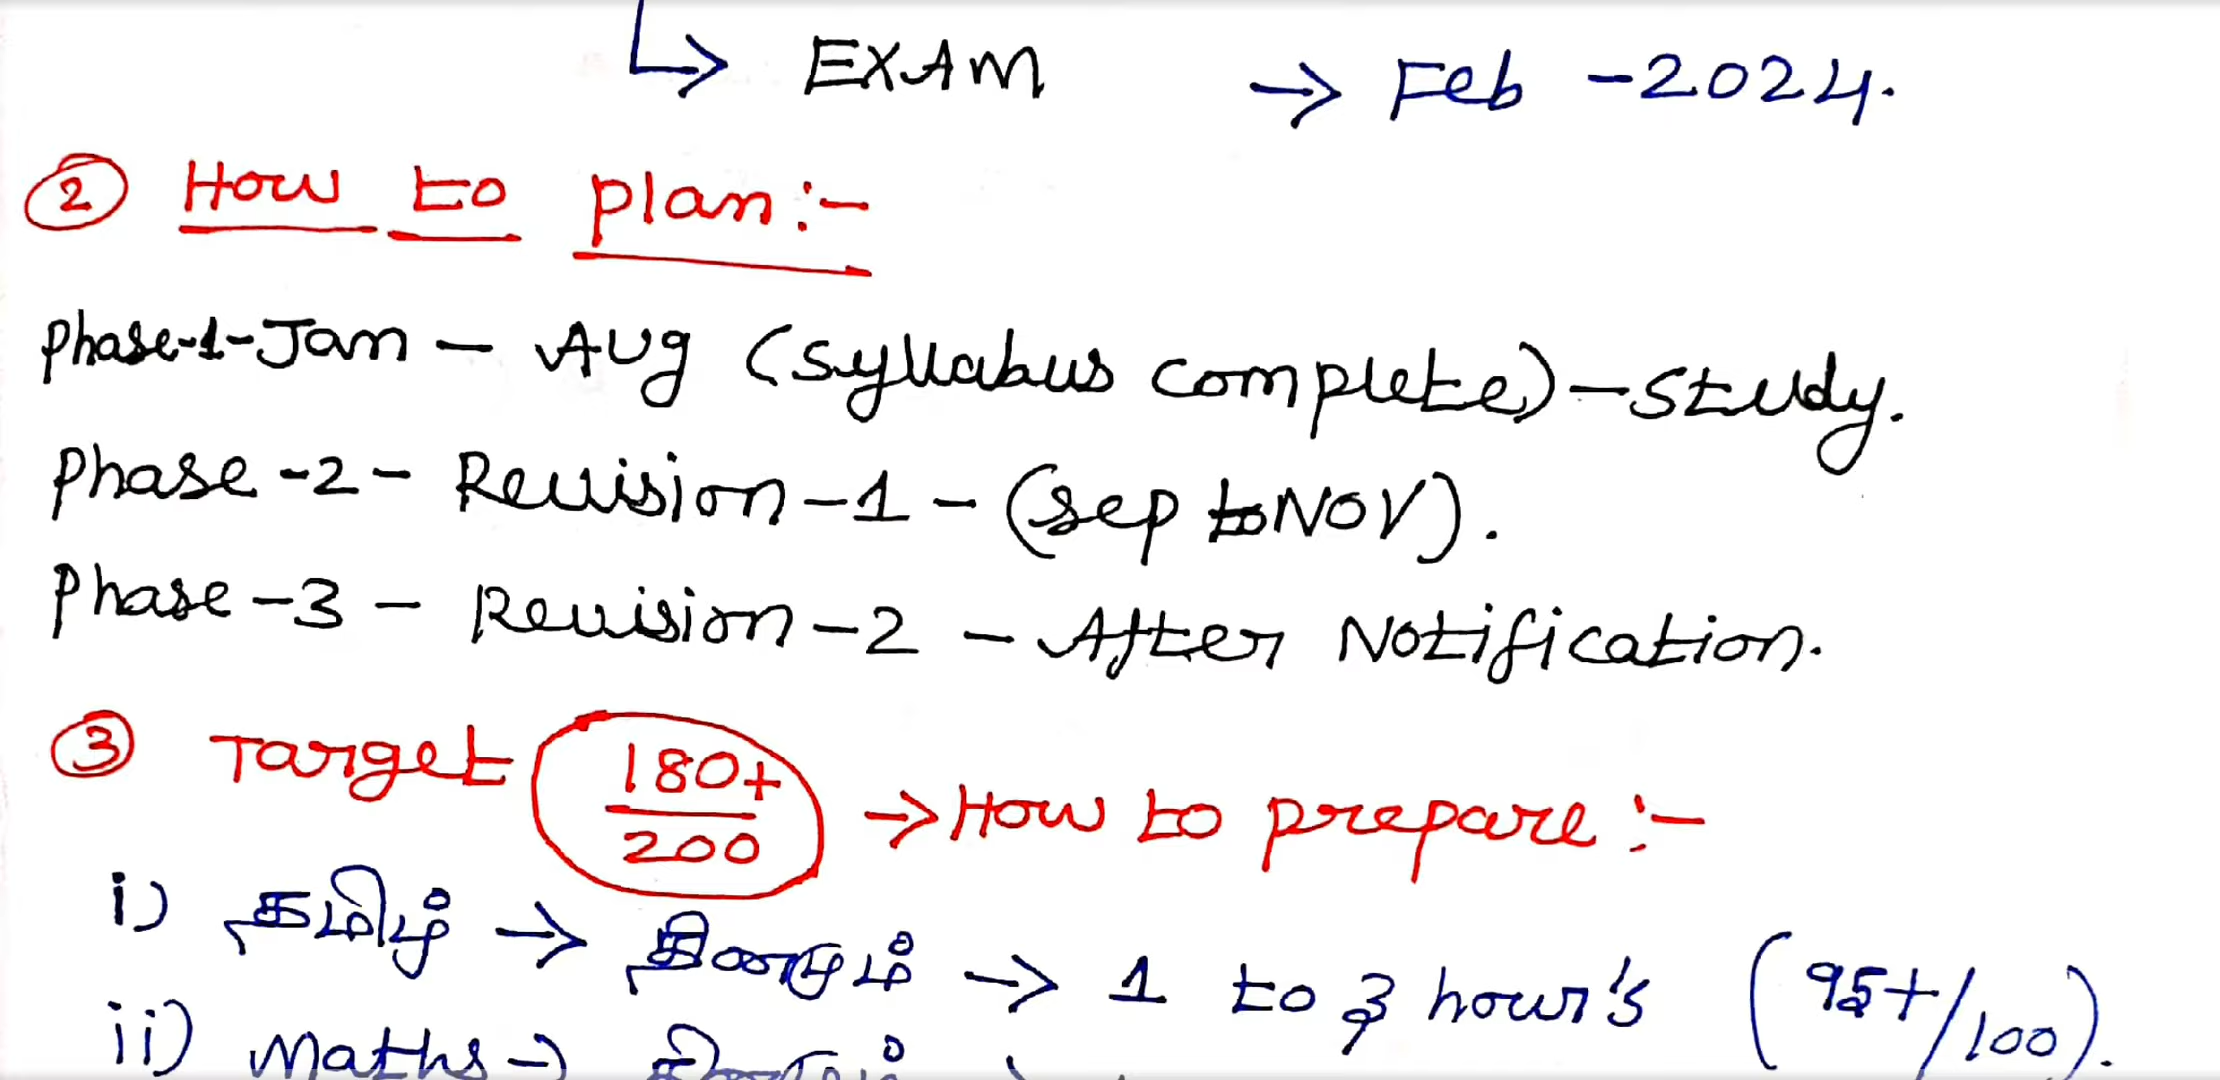 ↳ EXAM → Feb -2024.
② How to plan:-
Phase-1-Jan - Aug (syllabus complete)-study.
Phase-2- Revision-1-(sep to NOV).
Phase-3- Revision-2 - After Notification.
③ Target 180+/200 → How to prepare:-
i) தமிழ் → தினமும் → 1 to 3 hour's (95+/100).
ii) Maths → தினமும்